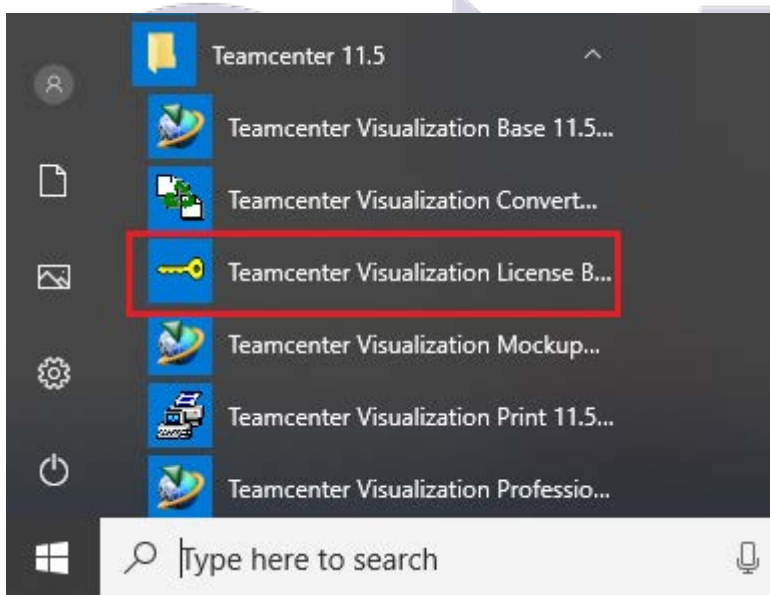 Teamcenter 11.5
Teamcenter Visualization Base 11.5...
Teamcenter Visualization Convert...
Teamcenter Visualization License B...
Teamcenter Visualization Mockup...
Teamcenter Visualization Print 11.5...
Teamcenter Visualization Professio...
Type here to search